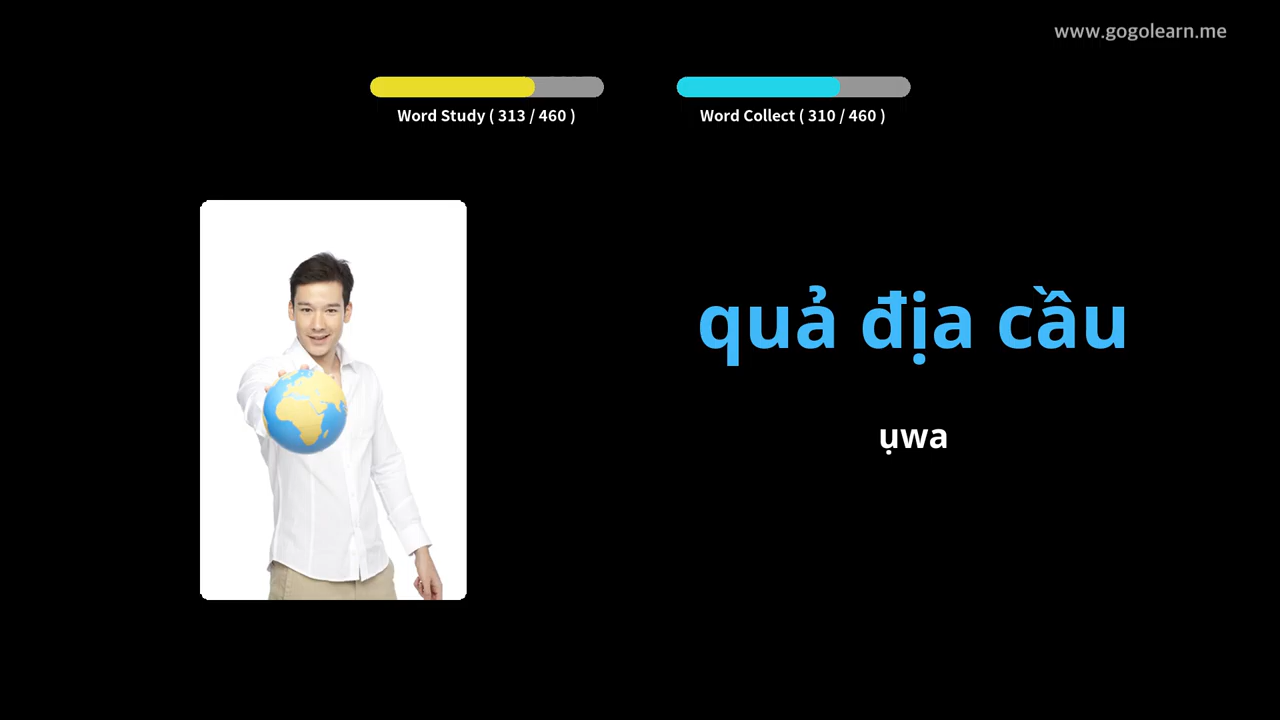 www.gogolearn.me
Word Study ( 313 / 460 )
Word Collect ( 310 / 460 )
quả địa cầu
ụwa